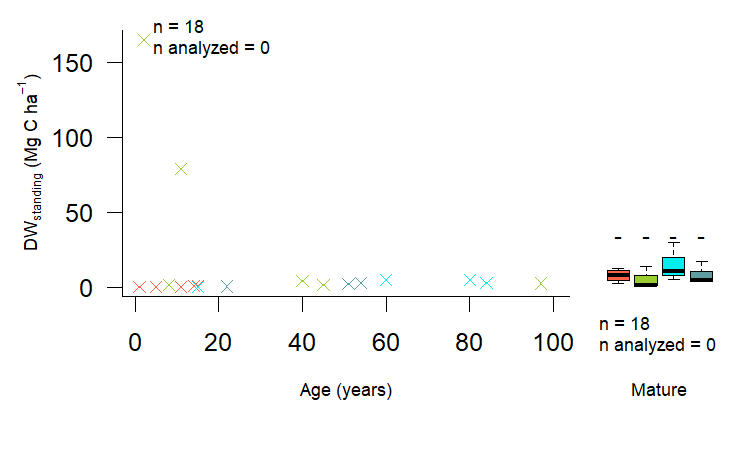 n = 18
n analyzed = 0
DWstanding (Mg C ha−1)
150
100
50
0
0 20 40 60 80 100
Age (years)
- - - -
n = 18
n analyzed = 0
Mature